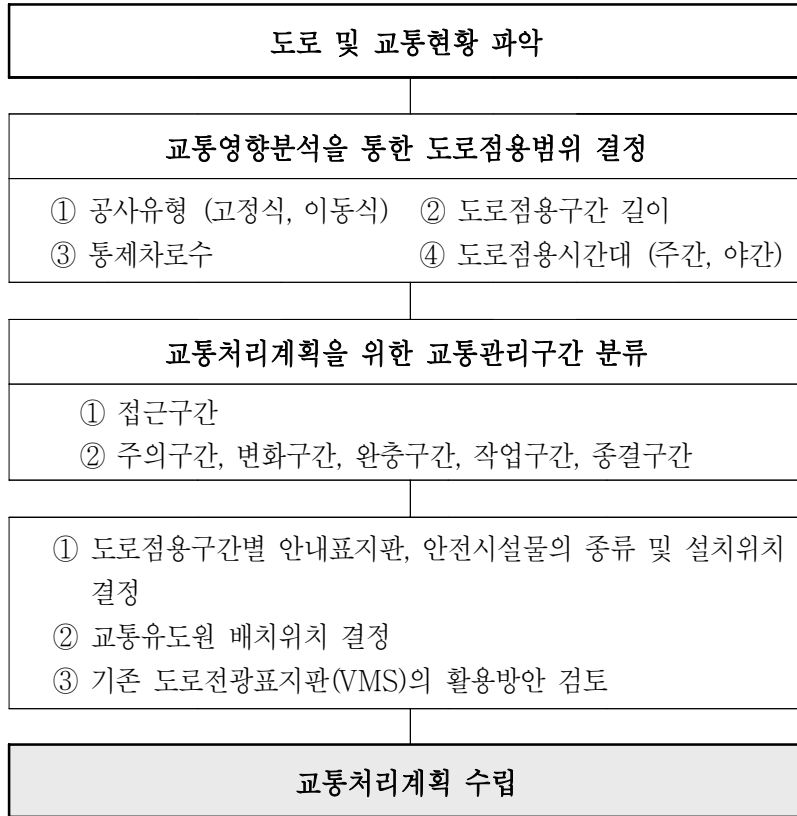 도로 및 교통현황 파악
교통영향분석을 통한 도로점용범위 결정
① 공사유형 (고정식, 이동식) ② 도로점용구간 길이
③ 통제차로수 ④ 도로점용시간대 (주간, 야간)
교통처리계획을 위한 교통관리구간 분류
① 접근구간
② 주의구간, 변화구간, 완충구간, 작업구간, 종결구간
① 도로점용구간별 안내표지판, 안전시설물의 종류 및 설치위치
결정
② 교통유도원 배치위치 결정
③ 기존 도로전광표지판(VMS)의 활용방안 검토
교통처리계획 수립